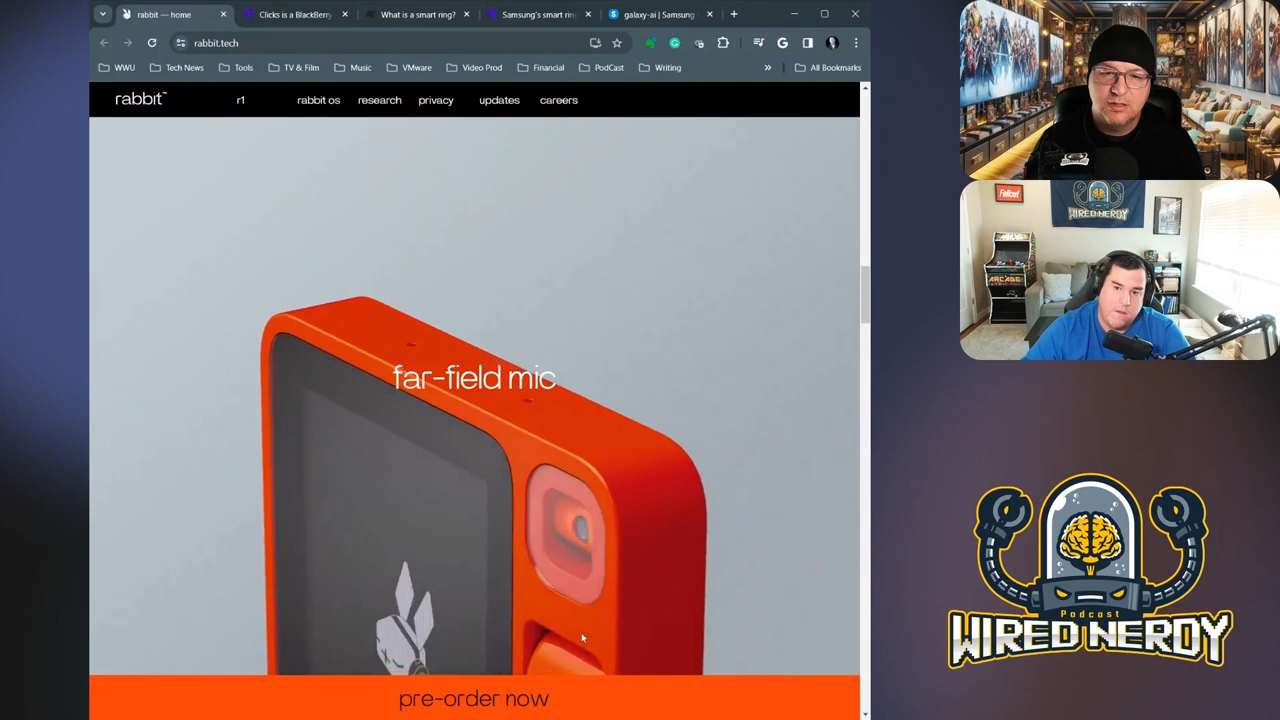 rabbit — home
Clicks is a BlackBerry
What is a smart ring?
Samsung's smart rin
galaxy-ai | Samsung
rabbit.tech
WWU
Tech News
Tools
TV & Film
Music
VMware
Video Prod
Financial
PodCast
Writing
»
All Bookmarks
rabbit™
r1
rabbit os
research
privacy
updates
careers
far-field mic
pre-order now
Fallout
WIRED NERDY
ARCADE
Podcast
WIRED NERDY